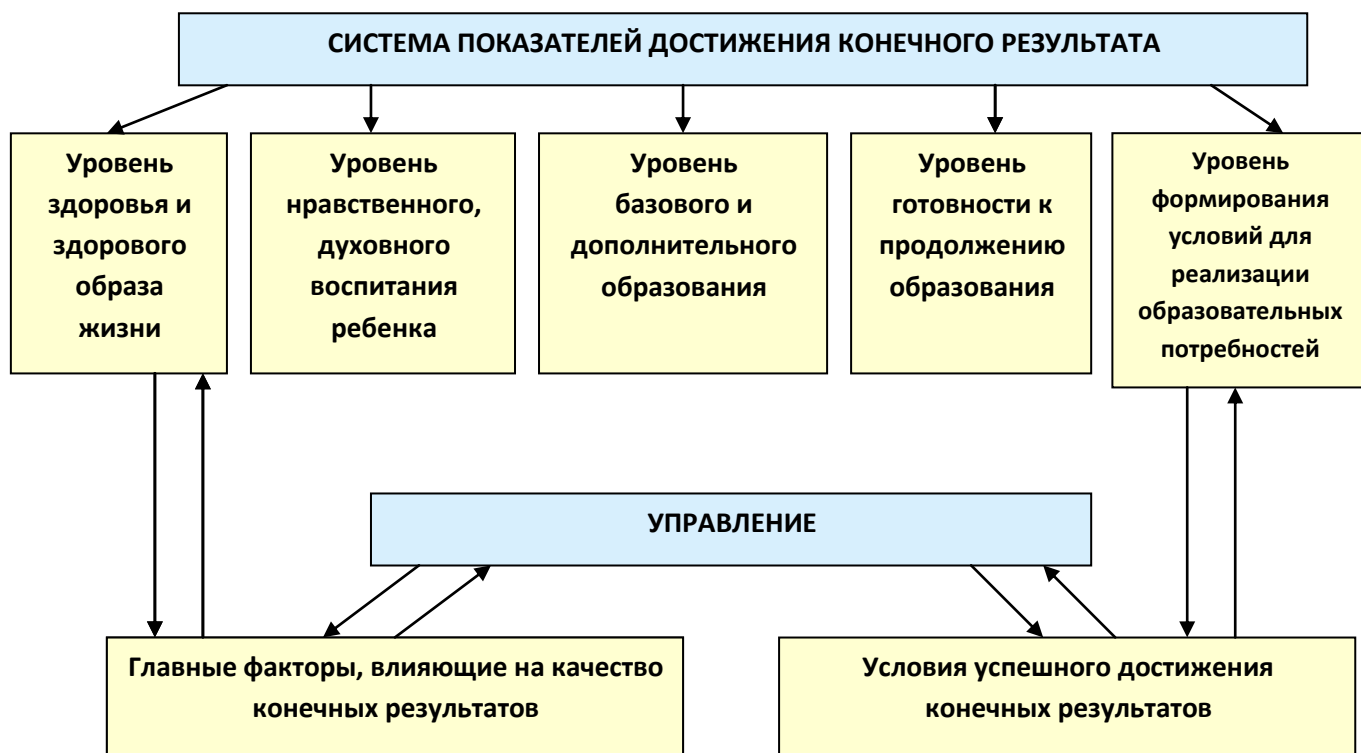 СИСТЕМА ПОКАЗАТЕЛЕЙ ДОСТИЖЕНИЯ КОНЕЧНОГО РЕЗУЛЬТАТА
Уровень
здоровья и
здорового
образа
жизни
Уровень
нравственного,
духовного
воспитания
ребенка
Уровень
базового и
дополнительного
образования
Уровень
готовности к
продолжению
образования
Уровень
формирования
условий для
реализации
образовательных
потребностей
УПРАВЛЕНИЕ
Главные факторы, влияющие на качество
конечных результатов
Условия успешного достижения
конечных результатов